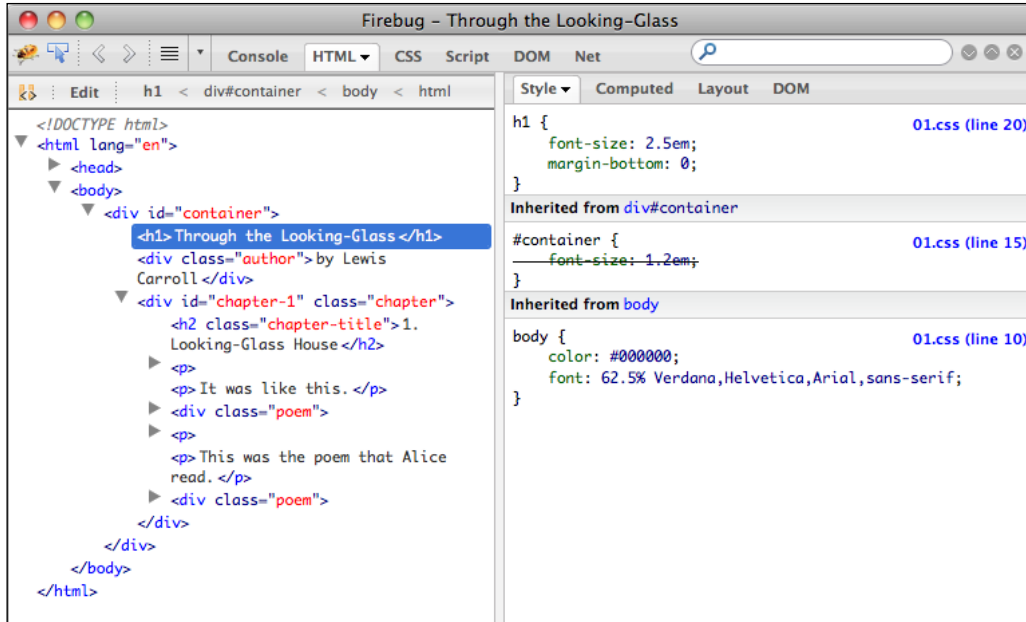 Firebug – Through the Looking-Glass
Console HTML CSS Script DOM Net
Edit h1 < div#container < body < html
<!DOCTYPE html>
<html lang="en">
<head>
<body>
<div id="container">
<h1>Through the Looking-Glass</h1>
<div class="author">by Lewis
Carroll</div>
<div id="chapter-1" class="chapter">
<h2 class="chapter-title">1.
Looking-Glass House</h2>
<p>
<p>It was like this.</p>
<div class="poem">
<p>
<p>This was the poem that Alice
read.</p>
<div class="poem">
</div>
</div>
</body>
</html>
Style Computed Layout DOM
h1 { 01.css (line 20)
font-size: 2.5em;
margin-bottom: 0;
}
Inherited from div#container
#container { 01.css (line 15)
font-size: 1.2em;
}
Inherited from body
body { 01.css (line 10)
color: #000000;
font: 62.5% Verdana,Helvetica,Arial,sans-serif;
}